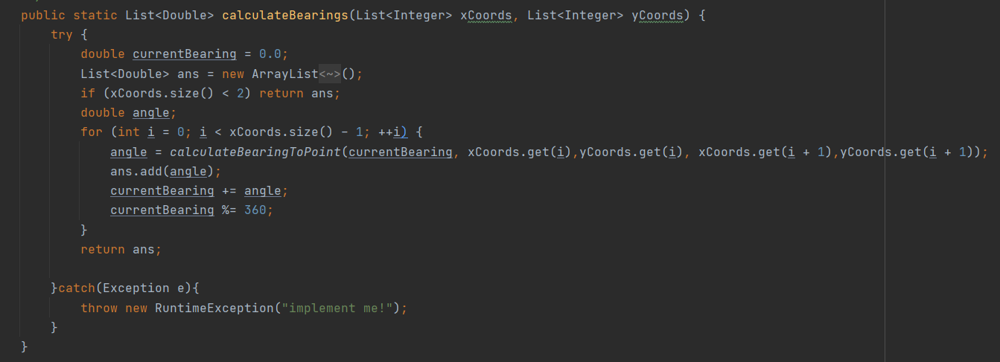 public static List<Double> calculateBearings(List<Integer> xCoords, List<Integer> yCoords) {
try {
double currentBearing = 0.0;
List<Double> ans = new ArrayList<~>();
if (xCoords.size() < 2) return ans;
double angle;
for (int i = 0; i < xCoords.size() - 1; ++i) {
angle = calculateBearingToPoint(currentBearing, xCoords.get(i),yCoords.get(i), xCoords.get(i + 1),yCoords.get(i + 1));
ans.add(angle);
currentBearing += angle;
currentBearing %= 360;
}
return ans;
}catch(Exception e){
throw new RuntimeException("implement me!");
}
}